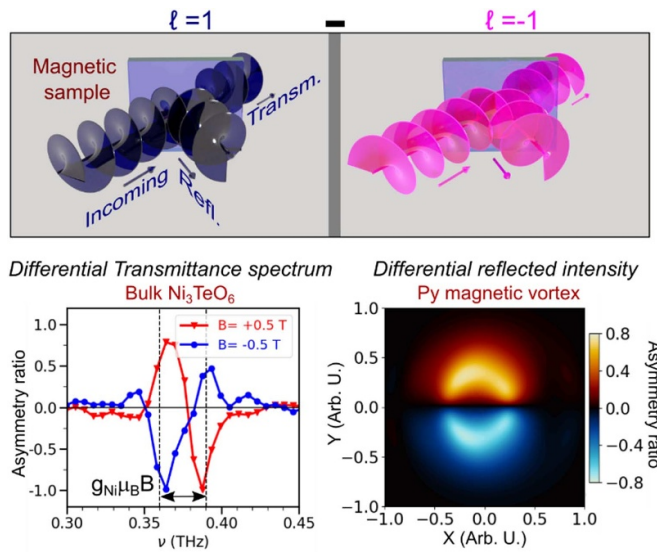 ℓ =1
-
ℓ =-1
Magnetic
sample
Transm.
Incoming
Refl.
Differential Transmittance spectrum
Bulk Ni₃TeO₆
Asymmetry ratio
1.0
0.5
0.0
-0.5
-1.0
B= +0.5 T
B= -0.5 T
g_Niμ_BB
0.30
0.35
0.40
0.45
ν (THz)
Differential reflected intensity
Py magnetic vortex
Y (Arb. U.)
1.0
0.5
0.0
-0.5
-1.0
-1.0
-0.5
0.0
0.5
1.0
X (Arb. U.)
0.8
0.4
0.0
-0.4
-0.8
Asymmetry ratio